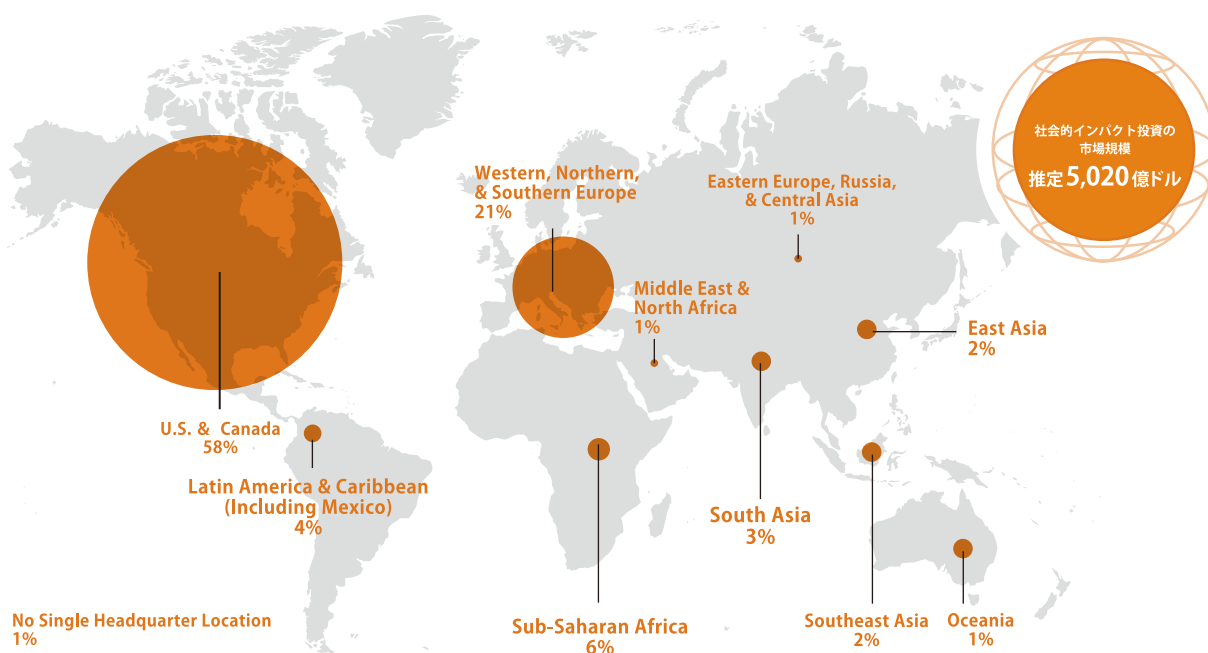 社会的インパクト投資の
市場規模
推定5,020億ドル
Western, Northern,
& Southern Europe
21%
Eastern Europe, Russia,
& Central Asia
1%
Middle East &
North Africa
1%
East Asia
2%
U.S. & Canada
58%
Latin America & Caribbean
(Including Mexico)
4%
South Asia
3%
No Single Headquarter Location
1%
Sub-Saharan Africa
6%
Southeast Asia
2%
Oceania
1%